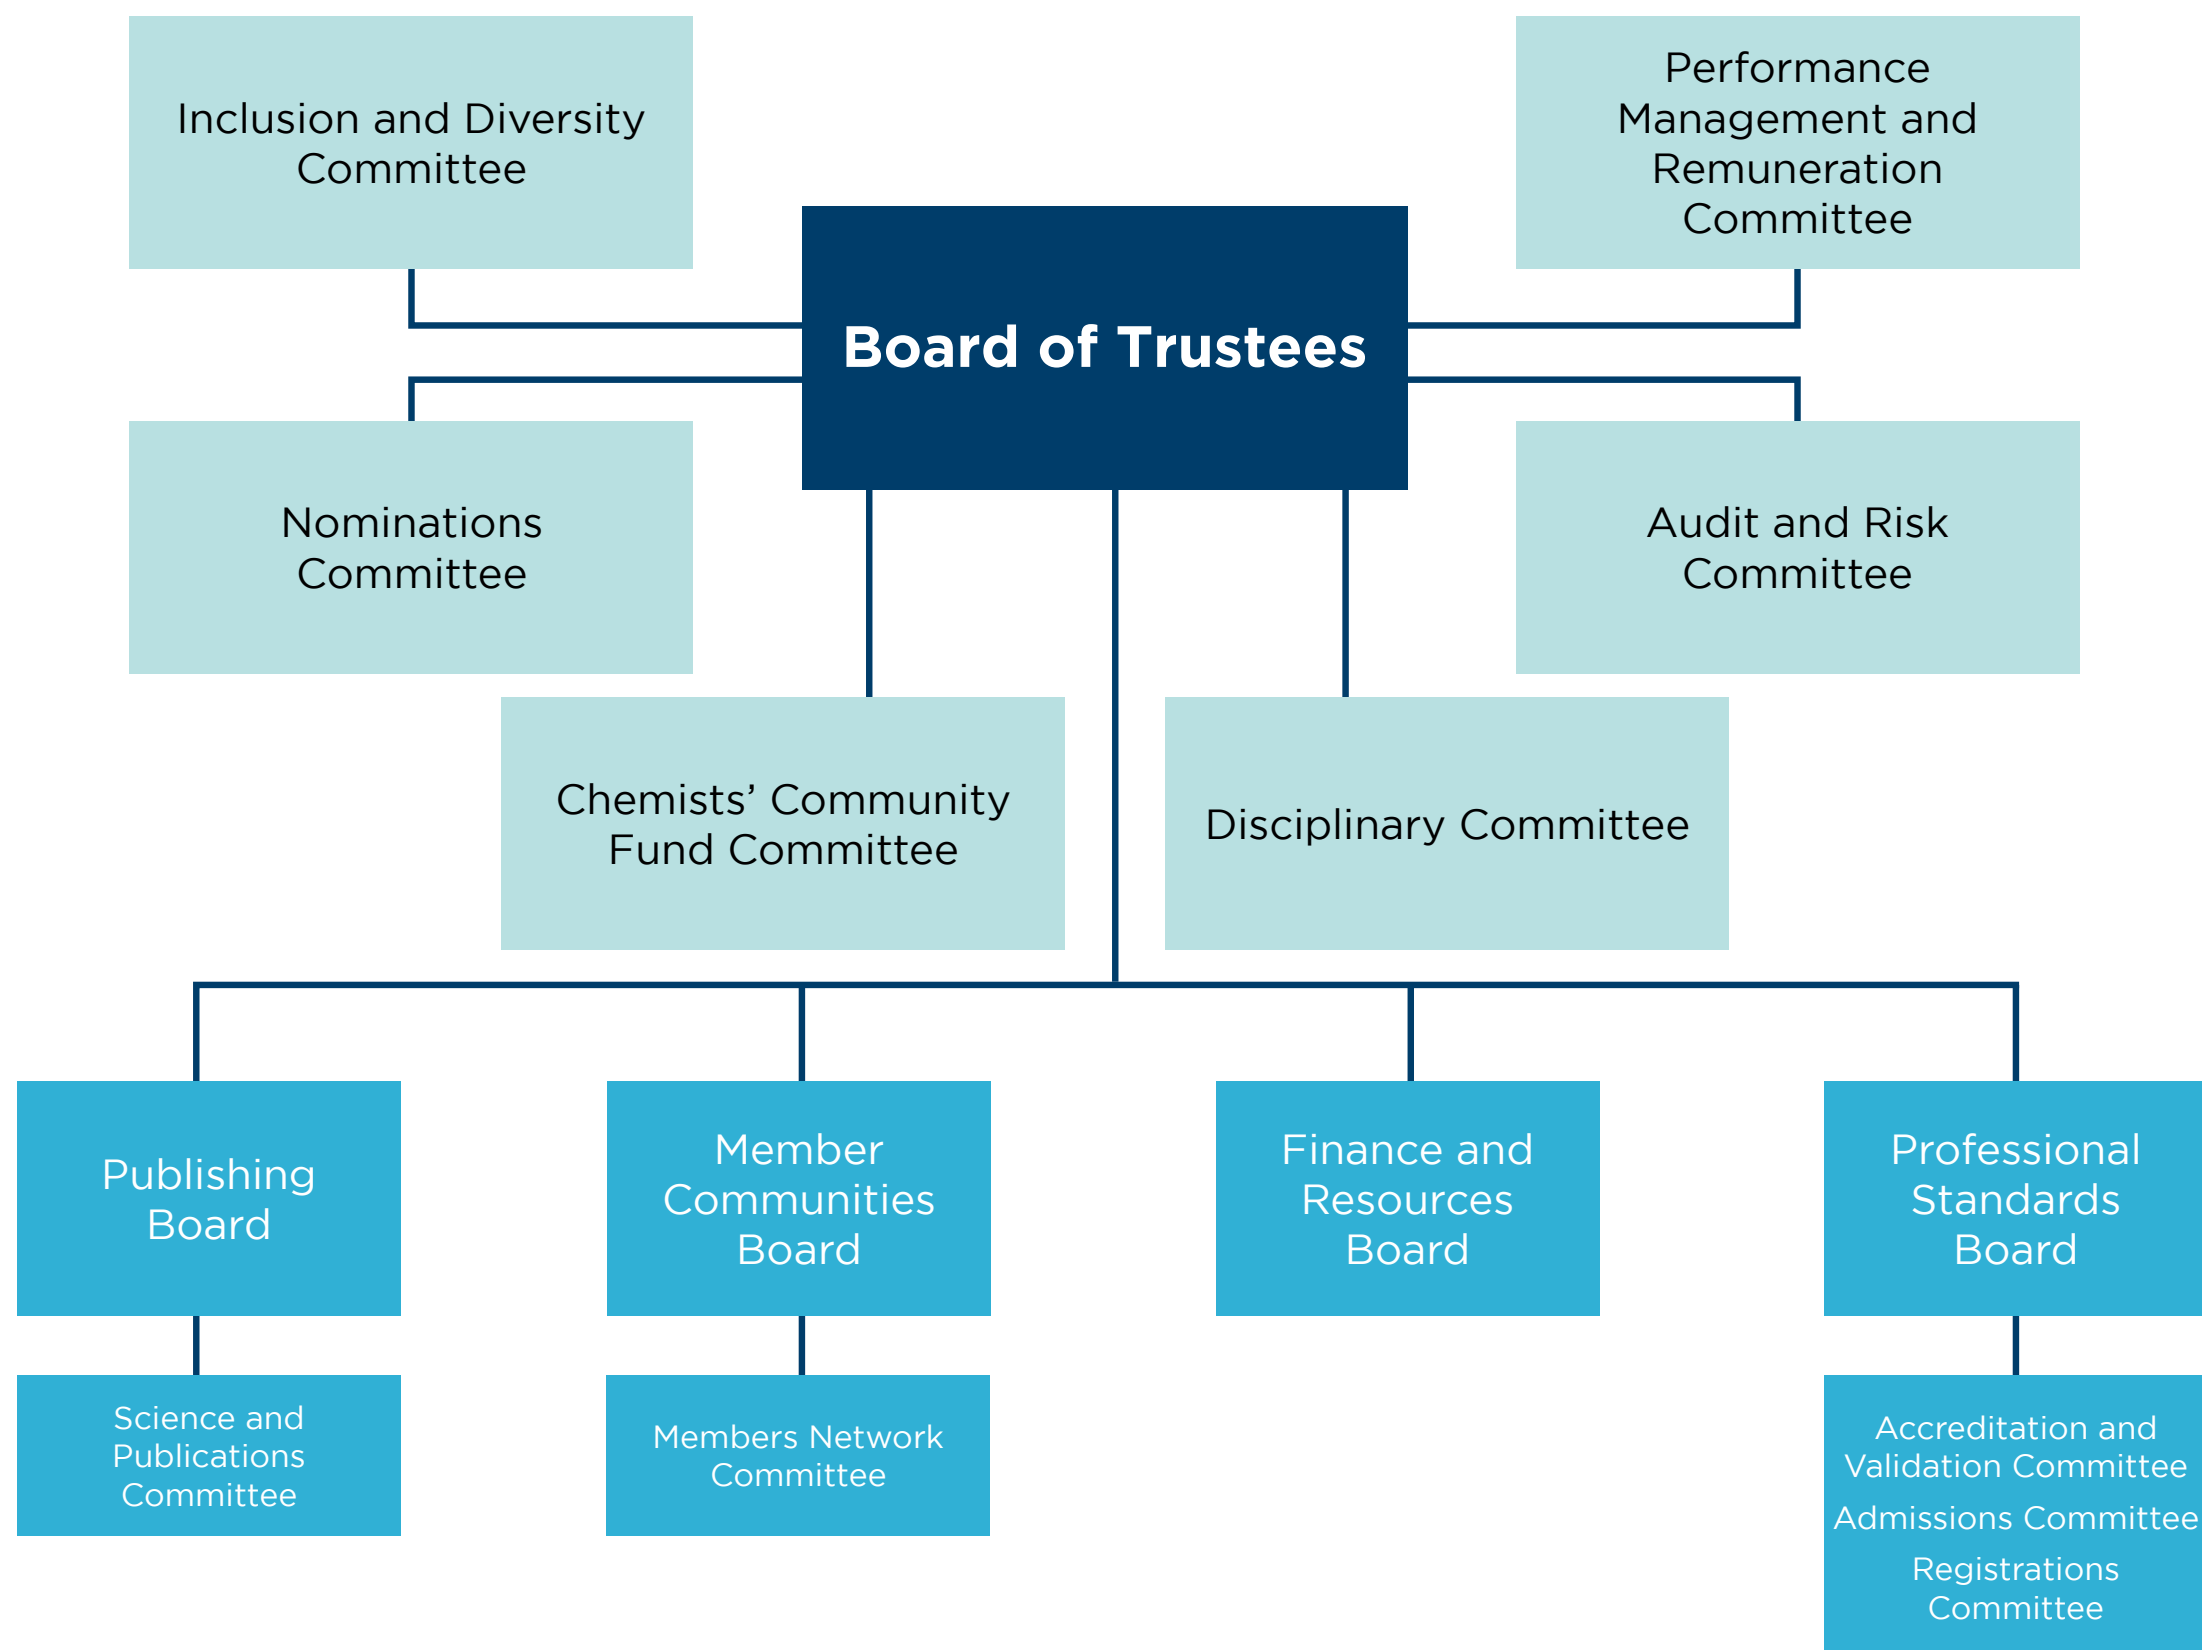 Inclusion and Diversity
Committee
Performance
Management and
Remuneration
Committee
Board of Trustees
Nominations
Committee
Audit and Risk
Committee
Chemists’ Community
Fund Committee
Disciplinary Committee
Publishing
Board
Member
Communities
Board
Finance and
Resources
Board
Professional
Standards
Board
Science and
Publications
Committee
Members Network
Committee
Accreditation and
Validation Committee
Admissions Committee
Registrations
Committee